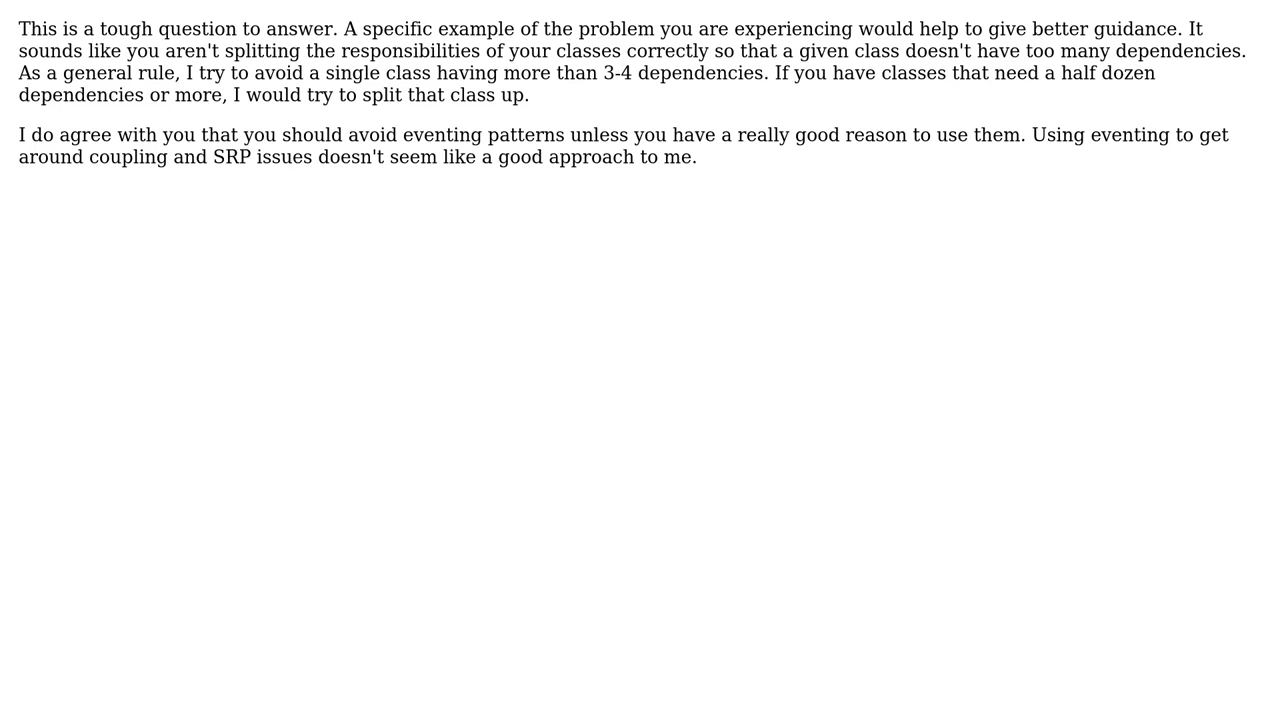 This is a tough question to answer. A specific example of the problem you are experiencing would help to give better guidance. It
sounds like you aren't splitting the responsibilities of your classes correctly so that a given class doesn't have too many dependencies.
As a general rule, I try to avoid a single class having more than 3-4 dependencies. If you have classes that need a half dozen
dependencies or more, I would try to split that class up.
I do agree with you that you should avoid eventing patterns unless you have a really good reason to use them. Using eventing to get
around coupling and SRP issues doesn't seem like a good approach to me.